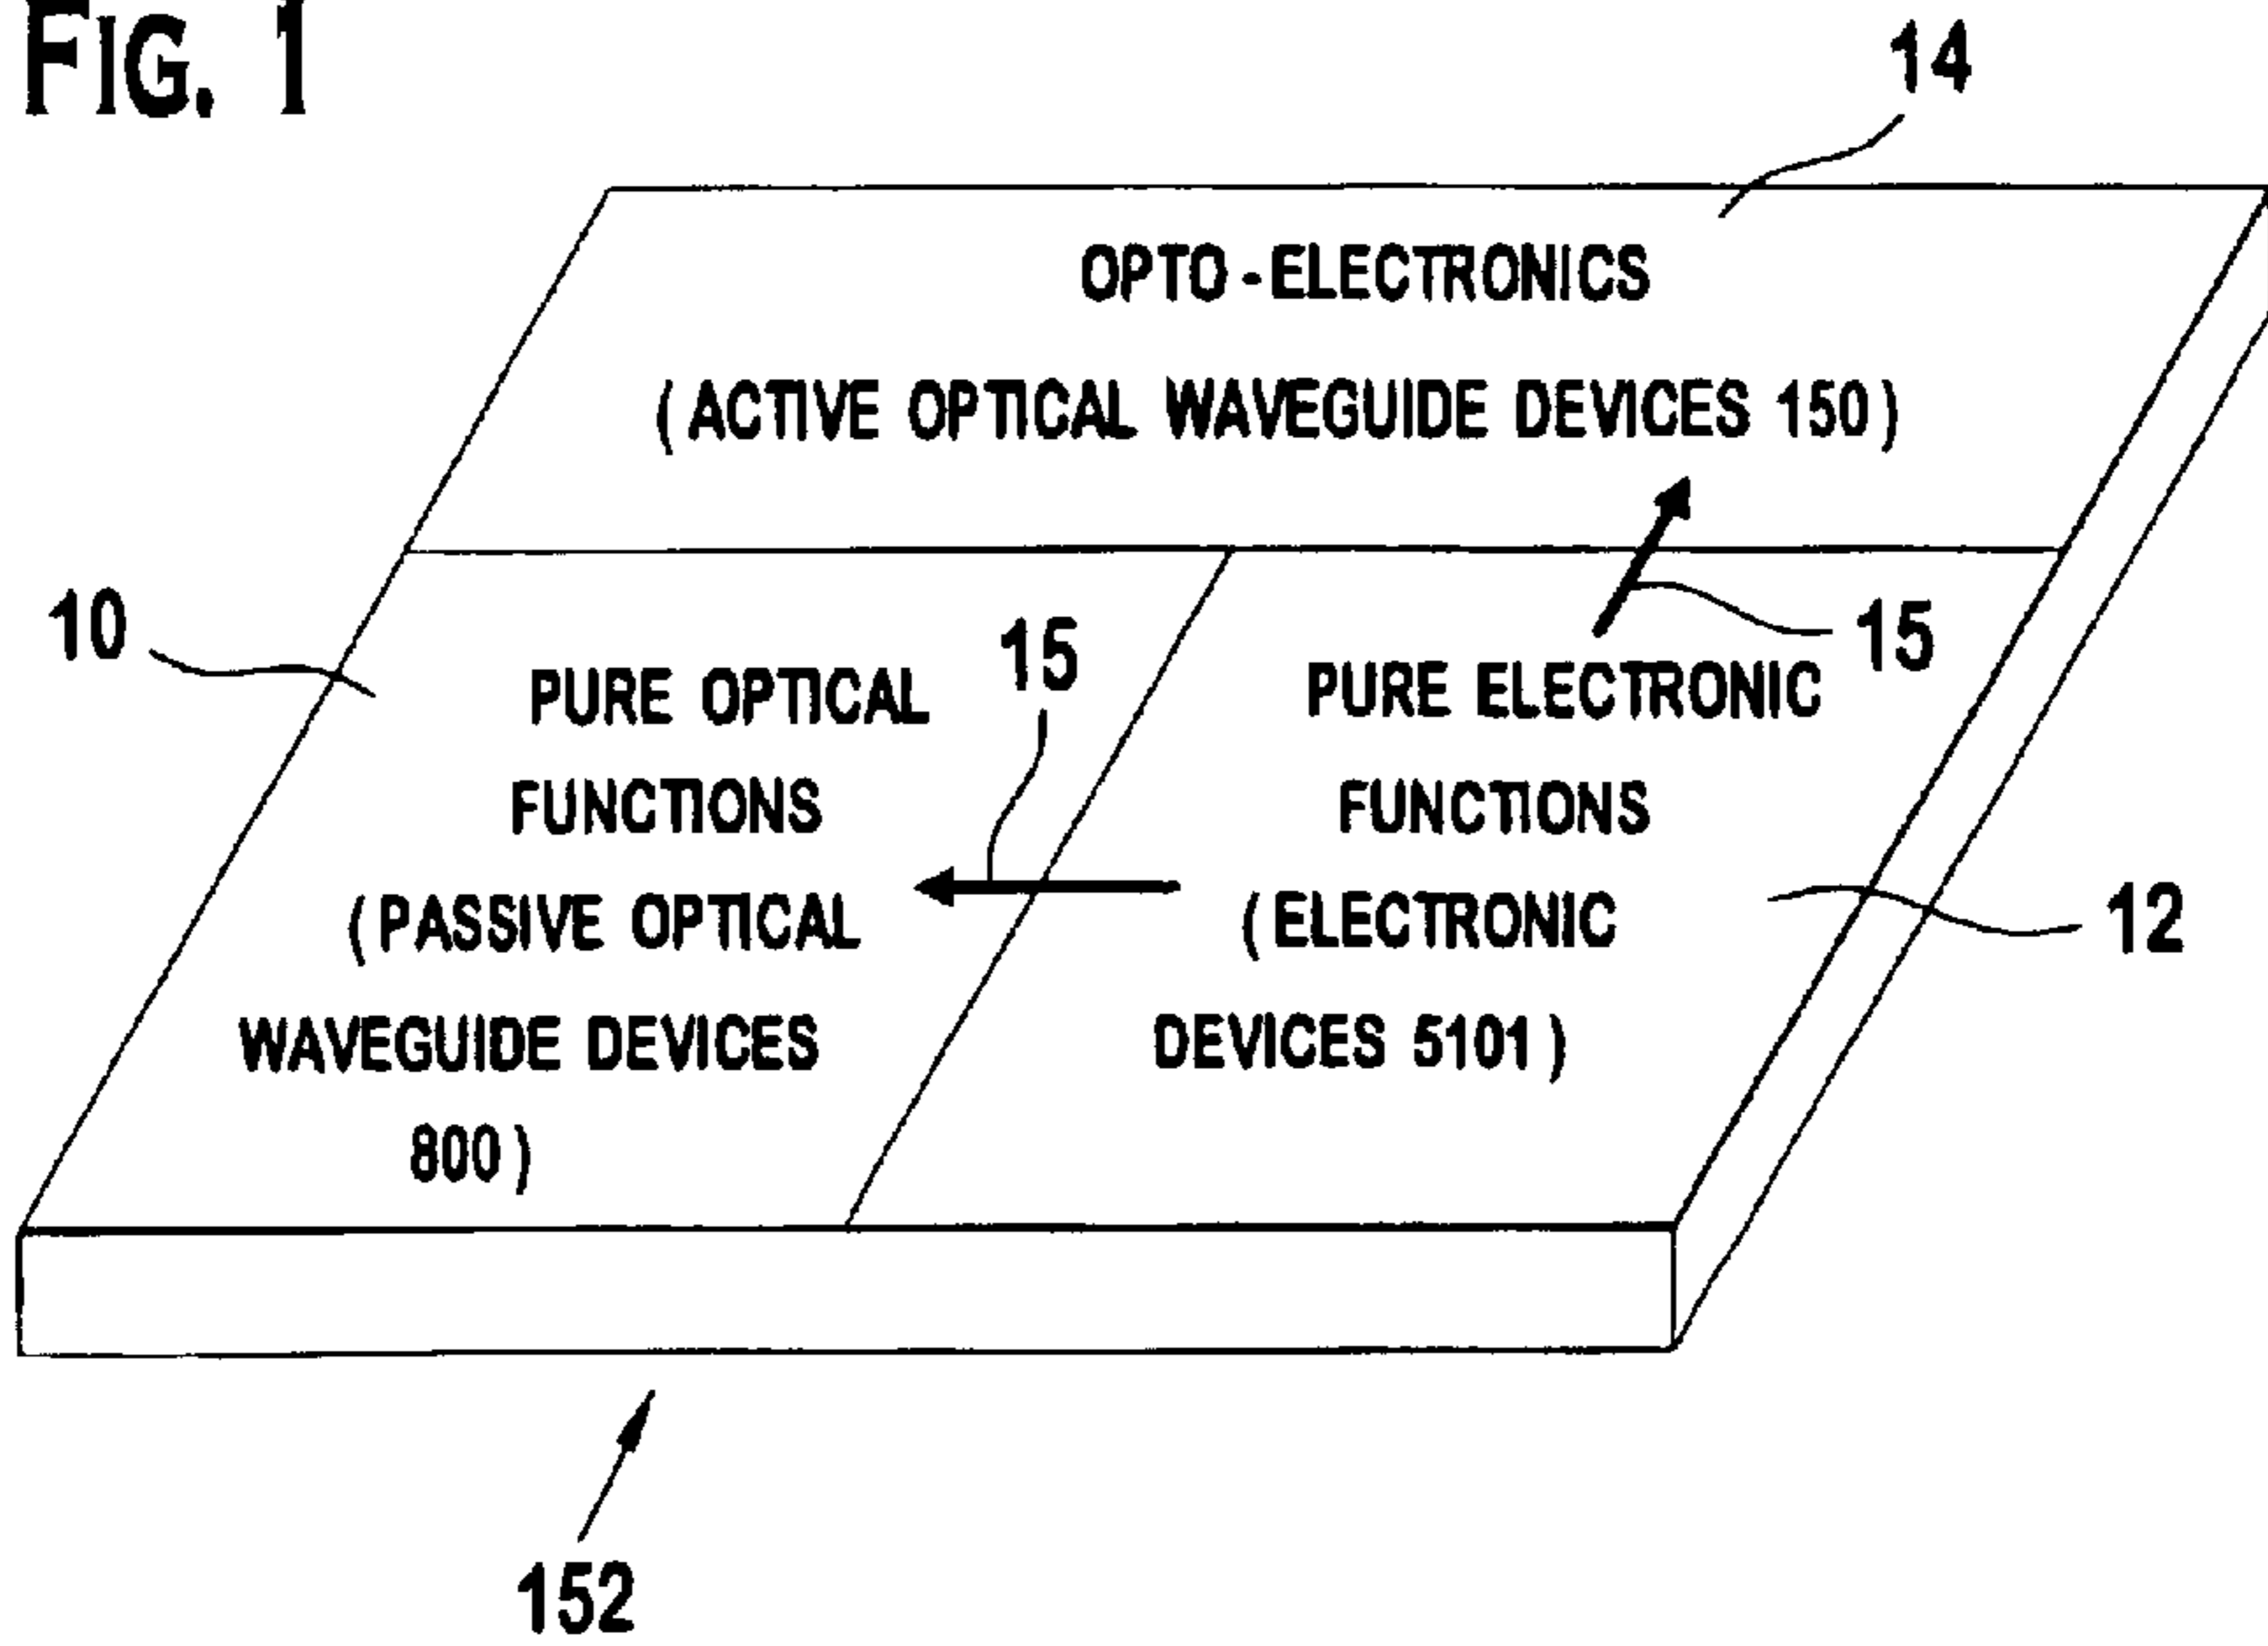 FIG. 1
14
OPTO-ELECTRONICS
(ACTIVE OPTICAL WAVEGUIDE DEVICES 150)
10
15
15
PURE OPTICAL
FUNCTIONS
(PASSIVE OPTICAL
WAVEGUIDE DEVICES
800)
PURE ELECTRONIC
FUNCTIONS
(ELECTRONIC
DEVICES 5101)
12
152